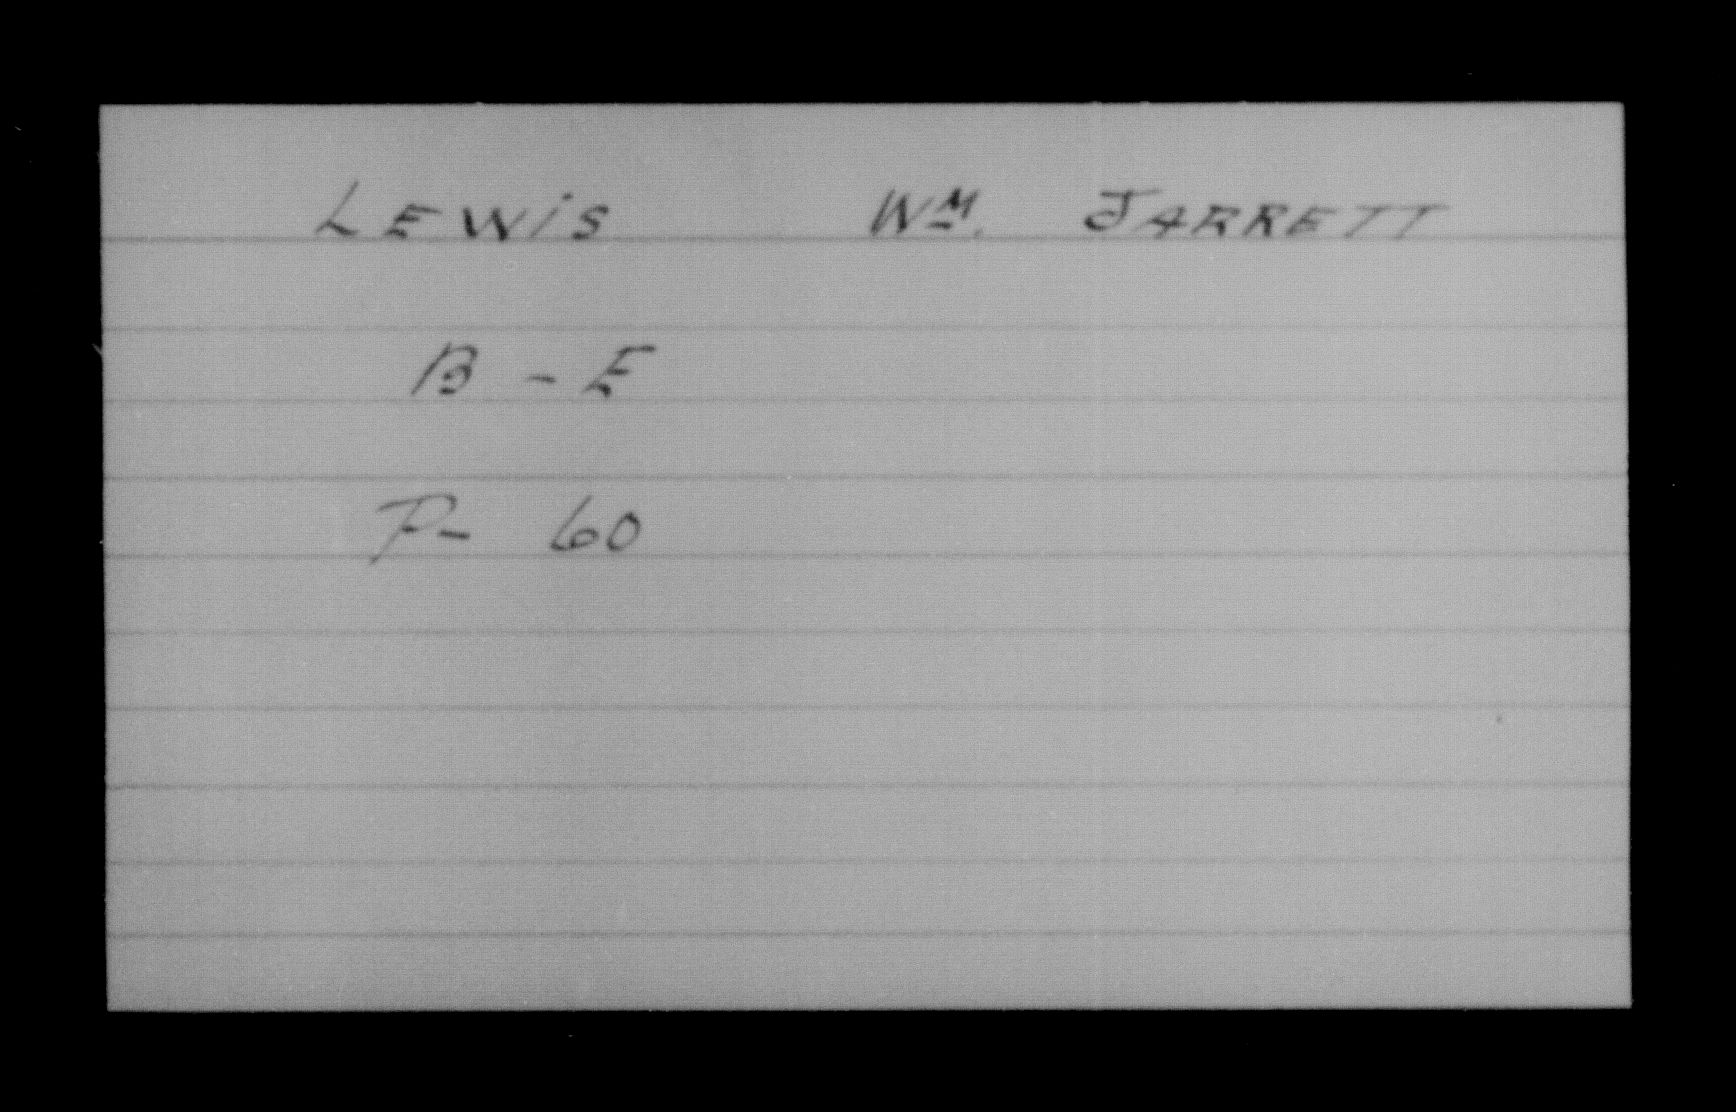 LEWIS WM. JARRETT
B - E
P- 60